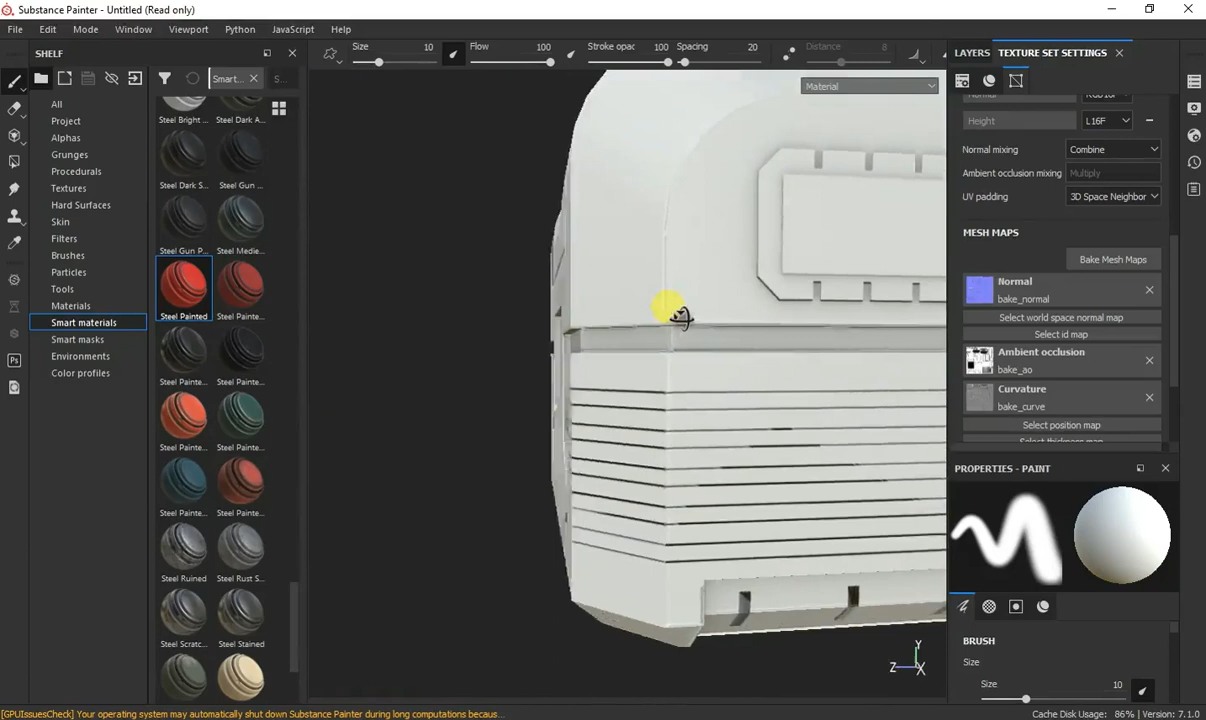 Substance Painter - Untitled (Read only)
File Edit Mode Window Viewport Python JavaScript Help
SHELF
Size 10 Flow 100 Stroke opac 100 Spacing 20 Distance 8
LAYERS TEXTURE SET SETTINGS
Smart...
S...
Material
All
Project
Alphas
Grunges
Procedurals
Textures
Hard Surfaces
Skin
Filters
Brushes
Particles
Tools
Materials
Smart materials
Smart masks
Environments
Color profiles
Steel Bright ... Steel Dark A...
Steel Dark S... Steel Gun ...
Steel Gun P... Steel Medie...
Steel Painted Steel Painte...
Steel Painte... Steel Painte...
Steel Painte... Steel Painte...
Steel Painte... Steel Painte...
Steel Ruined Steel Rust S...
Steel Scratc... Steel Stained
Height L16F
Normal mixing Combine
Ambient occlusion mixing Multiply
UV padding 3D Space Neighbor
MESH MAPS
Bake Mesh Maps
Normal
bake_normal
Select world space normal map
Select id map
Ambient occlusion
bake_ao
Curvature
bake_curve
Select position map
Select thickness map
PROPERTIES - PAINT
BRUSH
Size
Size 10
Y
Z
X
Ps
[GPUIssuesCheck] Your operating system may automatically shut down Substance Painter during long computations becaus...
Cache Disk Usage: 86% | Version: 7.1.0